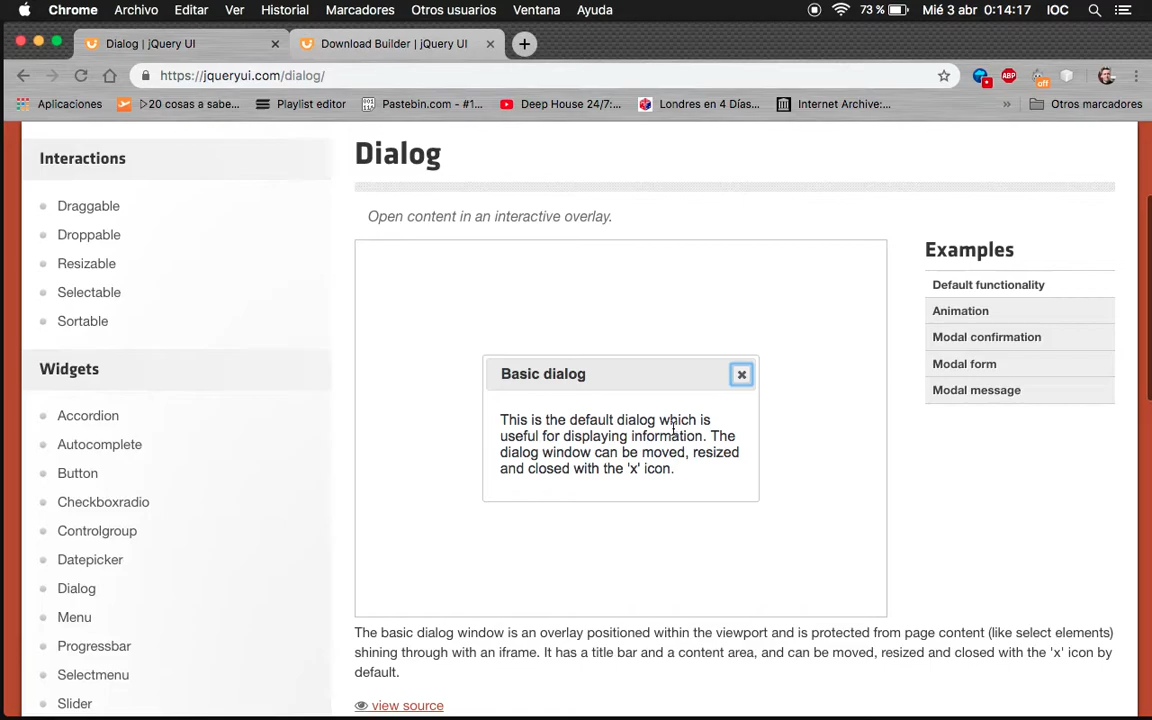 Chrome Archivo Editar Ver Historial Marcadores Otros usuarios Ventana Ayuda 73 % Mié 3 abr 0:14:17 IOC
Dialog | jQuery UI Download Builder | jQuery UI
https://jqueryui.com/dialog/
Aplicaciones ▷20 cosas a sabe... Playlist editor Pastebin.com - #1... Deep House 24/7:... Londres en 4 Días... Internet Archive:... » Otros marcadores
ABP
off
Interactions
Draggable
Droppable
Resizable
Selectable
Sortable
Widgets
Accordion
Autocomplete
Button
Checkboxradio
Controlgroup
Datepicker
Dialog
Menu
Progressbar
Selectmenu
Slider
Dialog
Open content in an interactive overlay.
Basic dialog
This is the default dialog which is
useful for displaying information. The
dialog window can be moved, resized
and closed with the 'x' icon.
The basic dialog window is an overlay positioned within the viewport and is protected from page content (like select elements)
shining through with an iframe. It has a title bar and a content area, and can be moved, resized and closed with the 'x' icon by
default.
view source
Examples
Default functionality
Animation
Modal confirmation
Modal form
Modal message